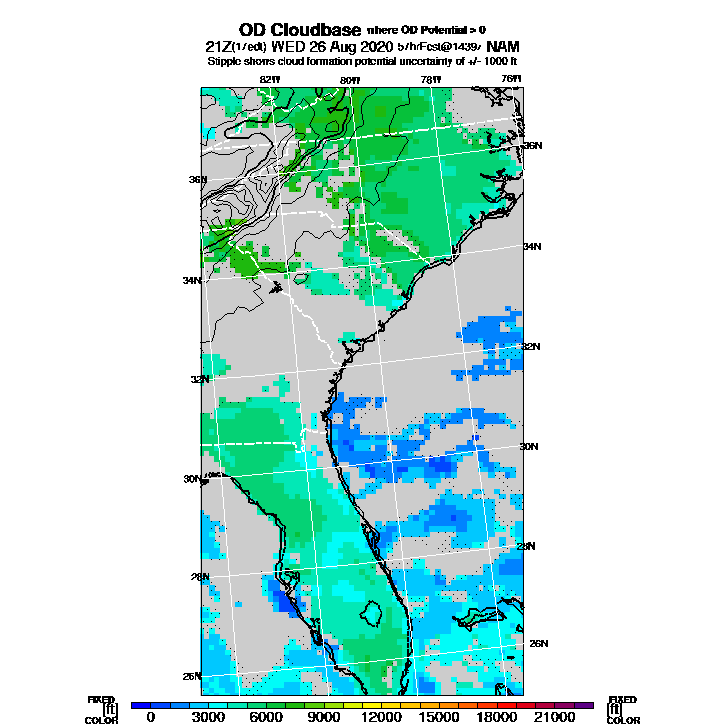 OD Cloudbase where OD Potential > 0
21Z(17edt) WED 26 Aug 2020 57hrFcst@1439z NAM
Stipple shows cloud formation potential uncertainty of +/- 1000 ft
82W 80W 78W 76W
36N
36N
34N
34N
32N
32N
30N
30N
28N
28N
26N
26N
FIXED FIXED
[ft] [ft]
COLOR COLOR
0 3000 6000 9000 12000 15000 18000 21000